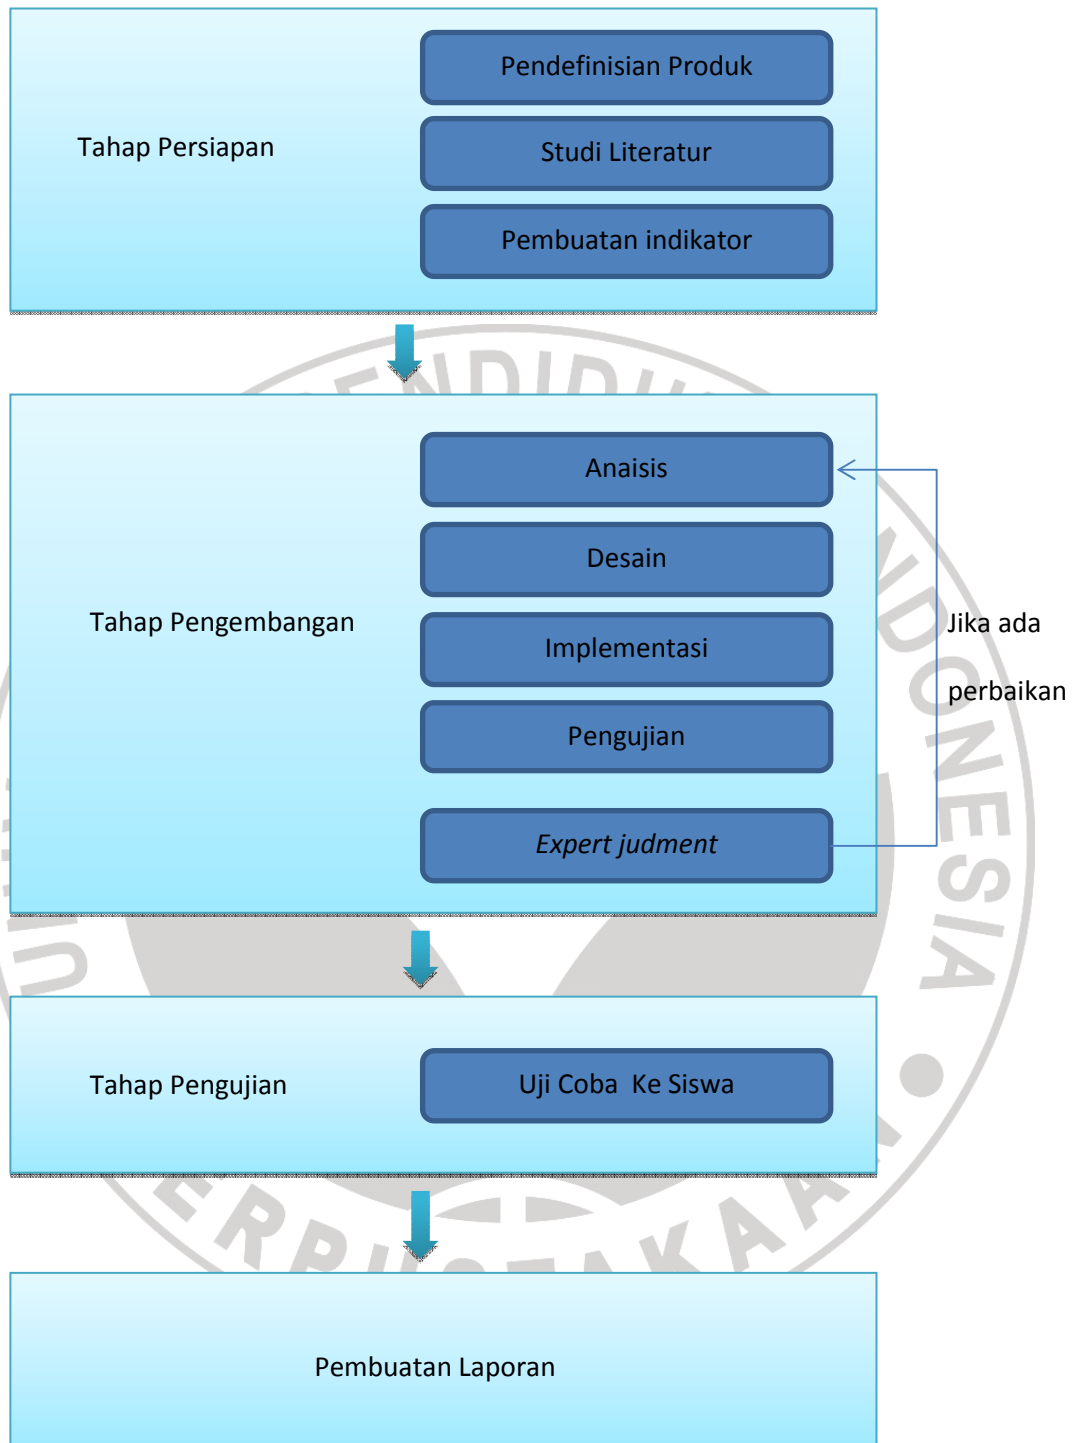 Pendefinisian Produk
Tahap Persiapan
Studi Literatur
Pembuatan indikator
Anaisis
Desain
Tahap Pengembangan
Implementasi
Jika ada
perbaikan
Pengujian
Expert judment
Tahap Pengujian
Uji Coba  Ke Siswa
Pembuatan Laporan